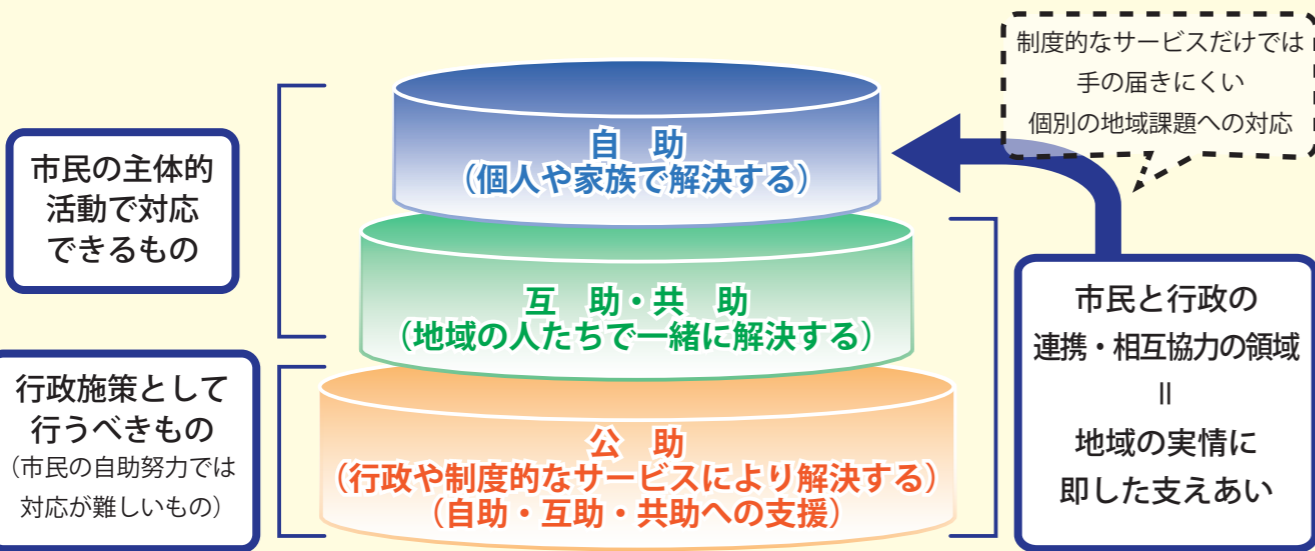 制度的なサービスだけでは
手の届きにくい
個別の地域課題への対応
市民の主体的
活動で対応
できるもの
自　助
（個人や家族で解決する）
互　助・共　助
（地域の人たちで一緒に解決する）
行政施策として
行うべきもの
（市民の自助努力では
対応が難しいもの）
公　助
（行政や制度的なサービスにより解決する）
（自助・互助・共助への支援）
市民と行政の
連携・相互協力の領域
＝
地域の実情に
即した支えあい